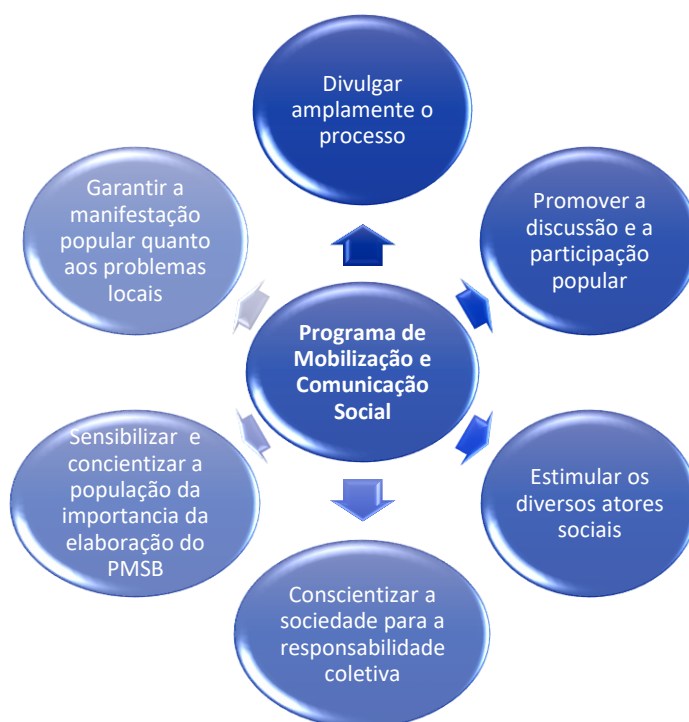 Divulgar
amplamente o
processo
Promover a
discussão e a
participação
popular
Estimular os
diversos atores
sociais
Conscientizar a
sociedade para a
responsabilidade
coletiva
Sensibilizar e
concientizar a
população da
importancia da
elaboração do
PMSB
Garantir a
manifestação
popular quanto
aos problemas
locais
Programa de
Mobilização e
Comunicação
Social